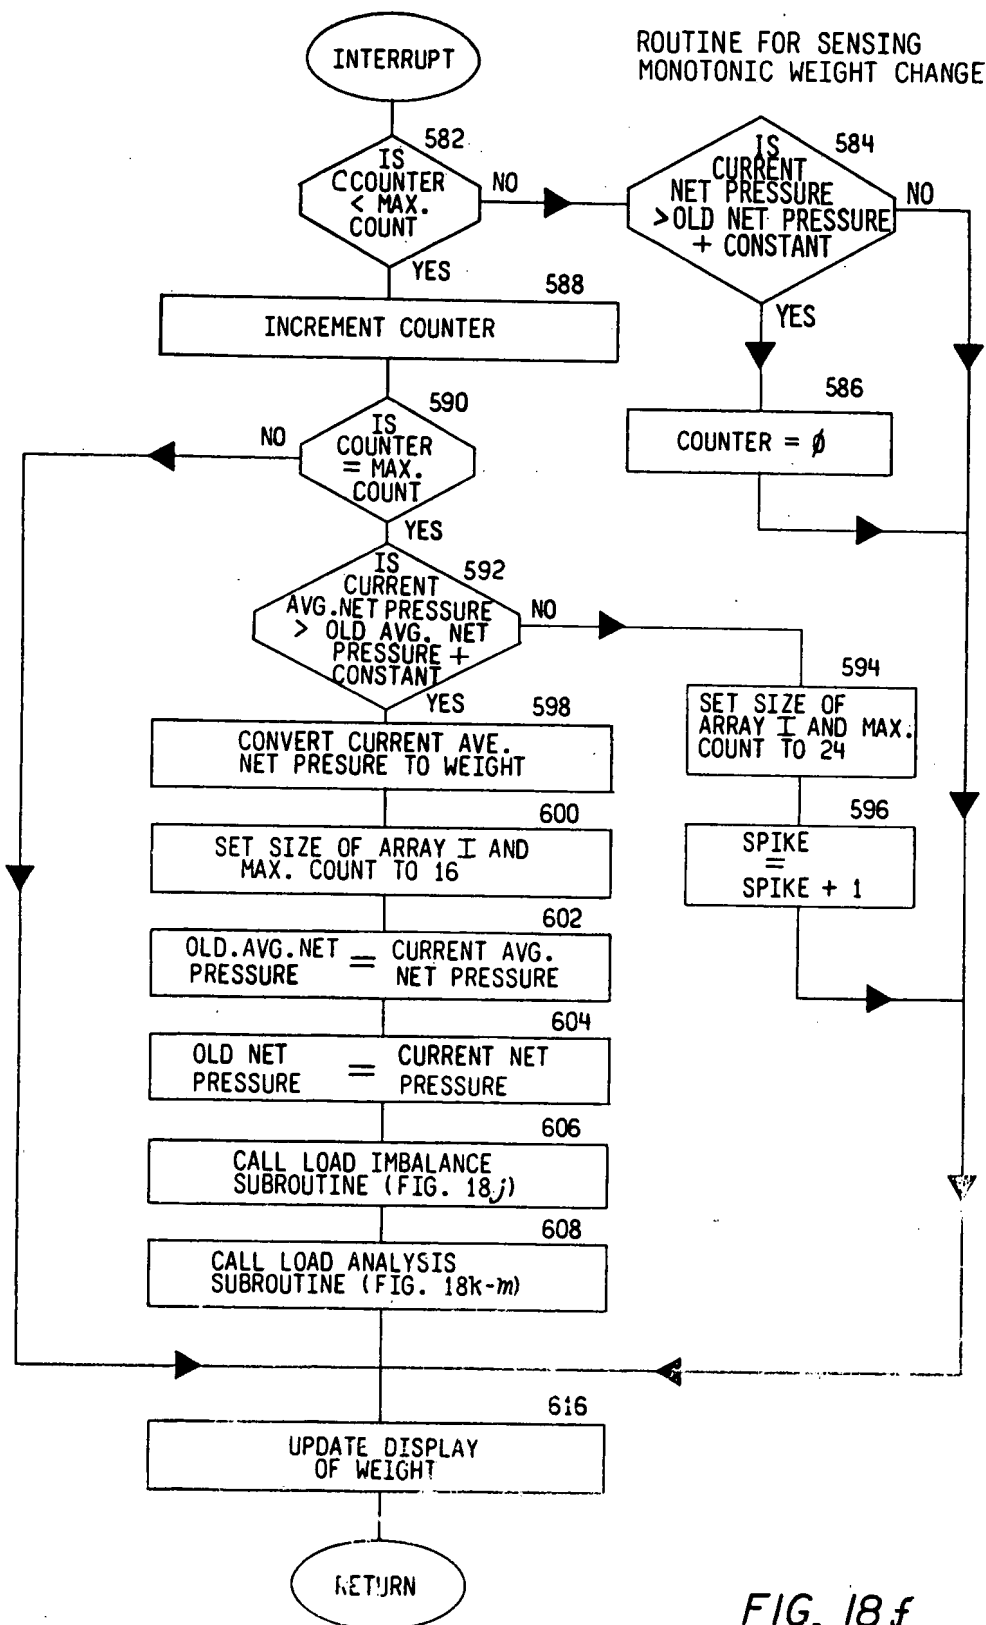 INTERRUPT
ROUTINE FOR SENSING
MONOTONIC WEIGHT CHANGE
582
IS
CCOUNTER
< MAX.
COUNT
NO
YES
584
IS
CURRENT
NET PRESSURE
>OLD NET PRESSURE
+ CONSTANT
NO
YES
586
COUNTER = ∅
588
INCREMENT COUNTER
590
IS
COUNTER
= MAX.
COUNT
NO
YES
592
IS
CURRENT
AVG.NET PRESSURE
> OLD AVG. NET
PRESSURE +
CONSTANT
NO
YES
594
SET SIZE OF
ARRAY I AND MAX.
COUNT TO 24
596
SPIKE
=
SPIKE + 1
598
CONVERT CURRENT AVE.
NET PRESURE TO WEIGHT
600
SET SIZE OF ARRAY I AND
MAX. COUNT TO 16
602
OLD.AVG.NET = CURRENT AVG.
PRESSURE NET PRESSURE
604
OLD NET = CURRENT NET
PRESSURE PRESSURE
606
CALL LOAD IMBALANCE
SUBROUTINE (FIG. 18j)
608
CALL LOAD ANALYSIS
SUBROUTINE (FIG. 18k-m)
616
UPDATE DISPLAY
OF WEIGHT
RETURN
FIG. 18f